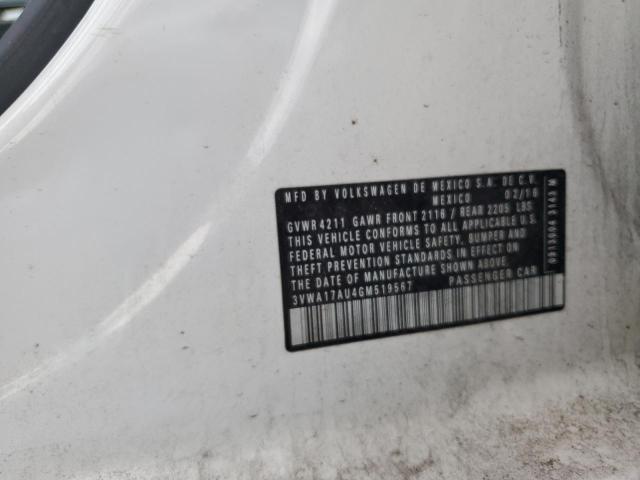 MFD BY VOLKSWAGEN DE MEXICO S.A. DE C.V.
MEXICO 02/16
GVWR 4211 GAWR FRONT 2116 / REAR 2205 LBS
THIS VEHICLE CONFORMS TO ALL APPLICABLE U.S.
FEDERAL MOTOR VEHICLE SAFETY, BUMPER AND
THEFT PREVENTION STANDARDS IN EFFECT ON THE
DATE OF MANUFACTURE SHOWN ABOVE.
3VWA17AU4GM519567 PASSENGER CAR
0913004 3143 M